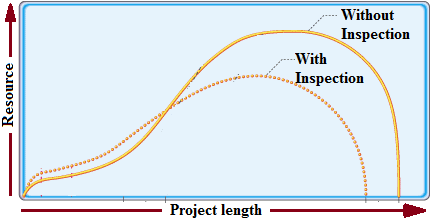 Without
Inspection
With
Inspection
Resource
Project length